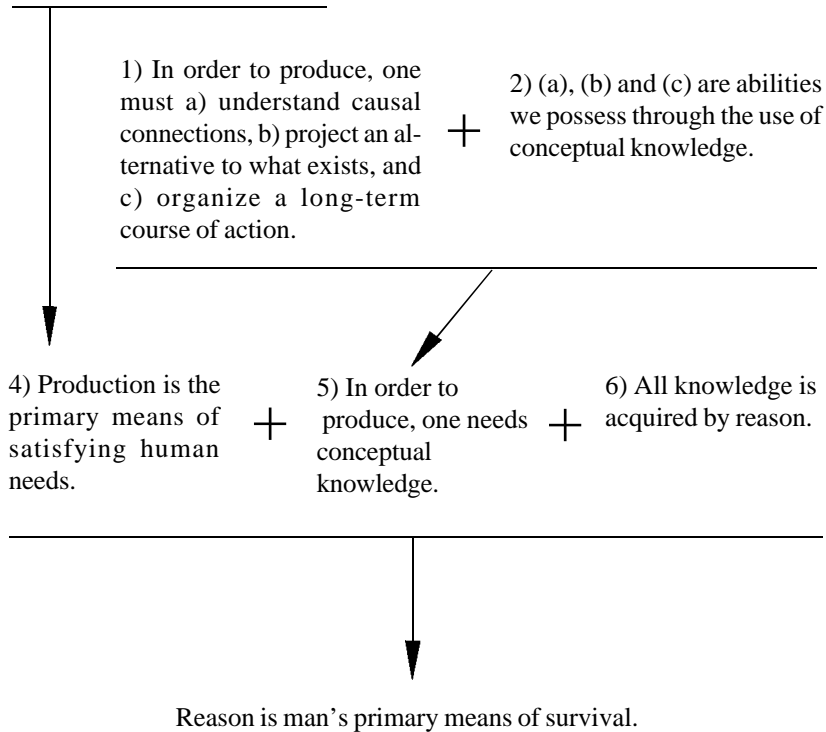 1) In order to produce, one
must a) understand causal
connections, b) project an al-
ternative to what exists, and
c) organize a long-term
course of action.
+
2) (a), (b) and (c) are abilities
we possess through the use of
conceptual knowledge.
4) Production is the
primary means of
satisfying human
needs.
+
5) In order to
produce, one needs
conceptual
knowledge.
+
6) All knowledge is
acquired by reason.
Reason is man's primary means of survival.